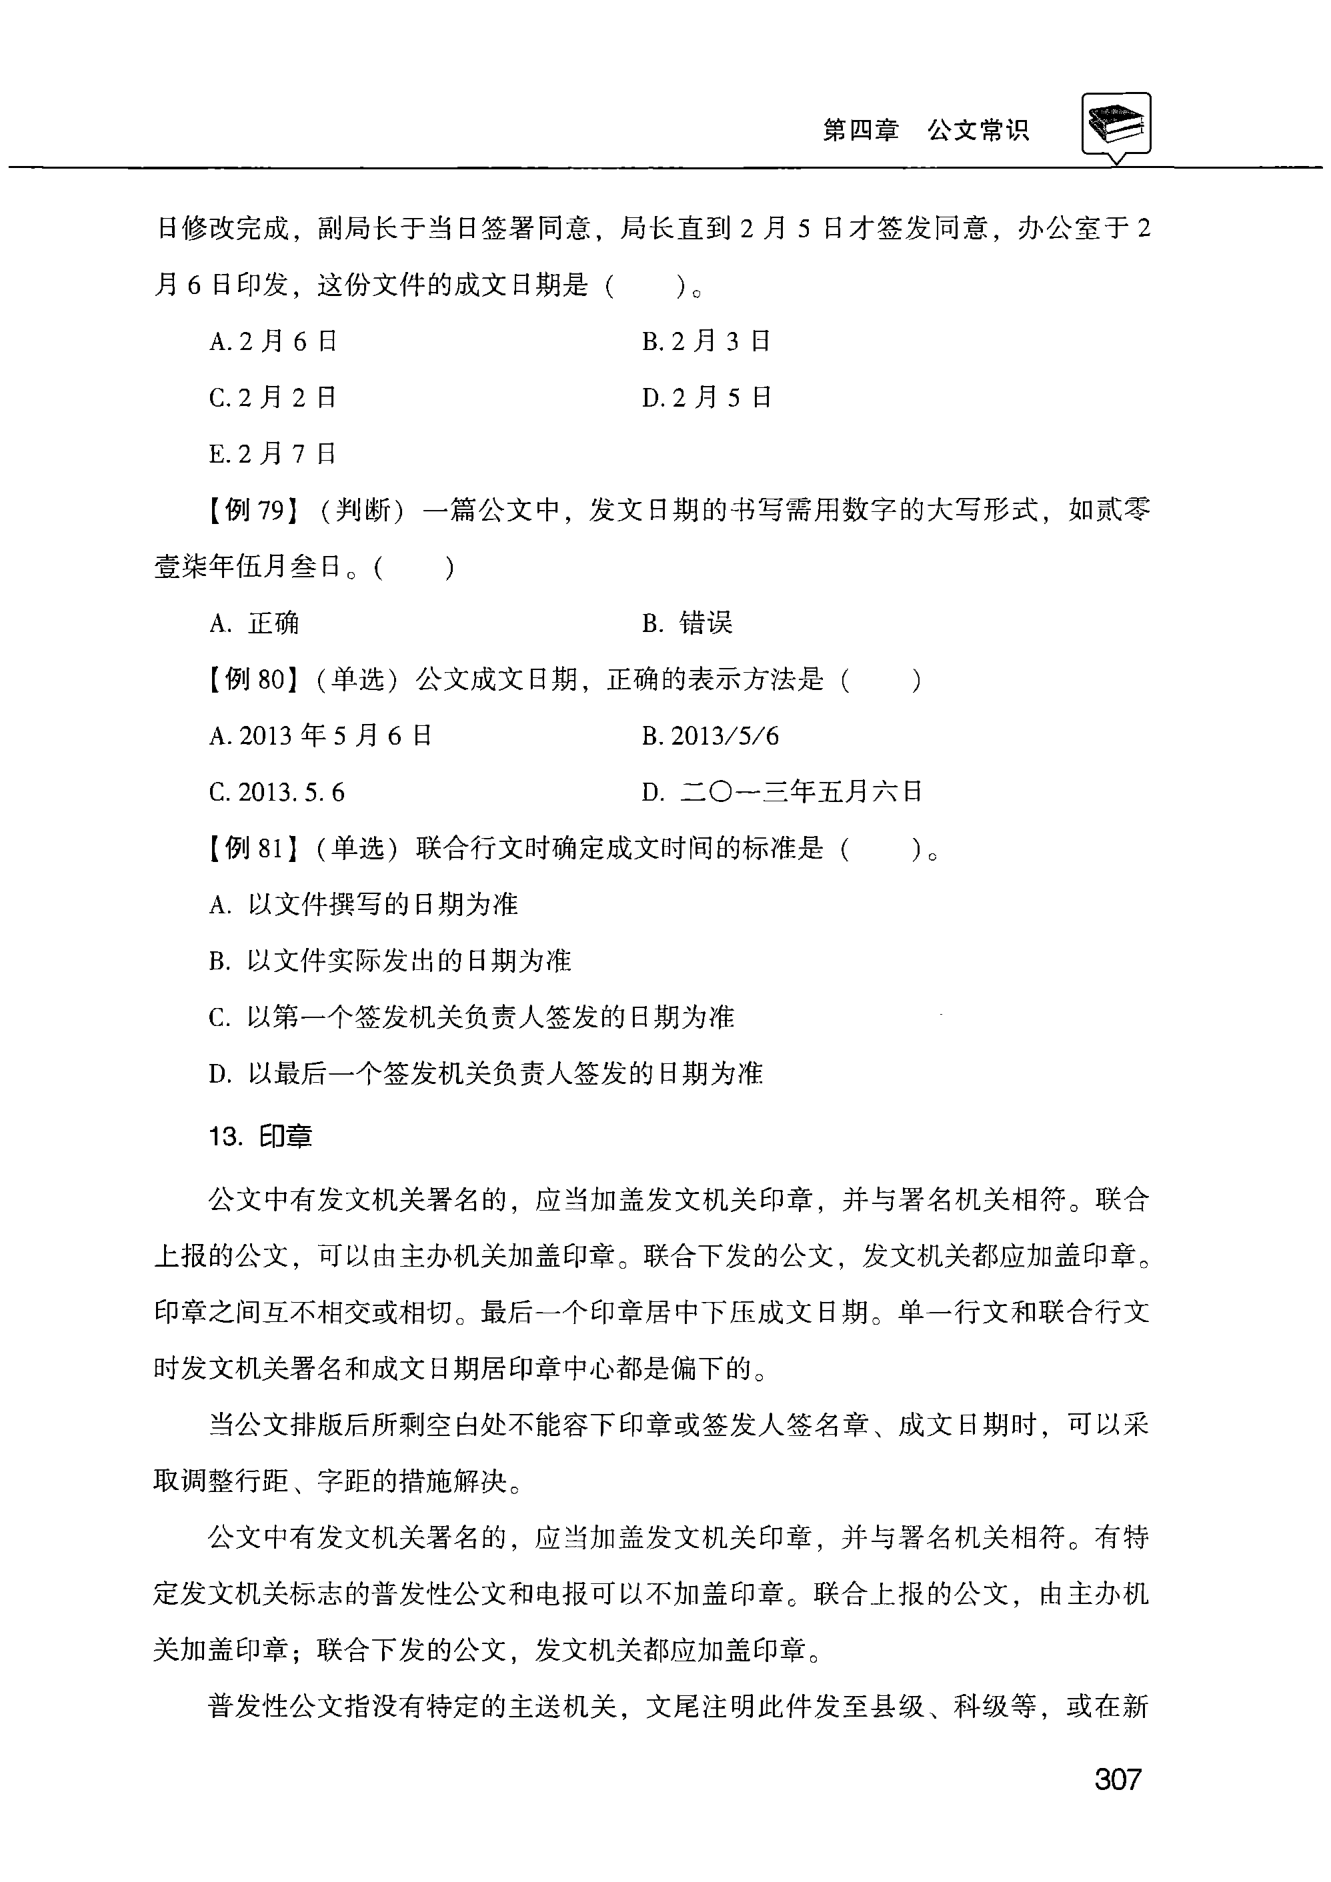 第四章 公文常识
日修改完成，副局长于当日签署同意，局长直到 2 月 5 日才签发同意，办公室于 2
月 6 日印发，这份文件的成文日期是（　　）。
A. 2 月 6 日 B. 2 月 3 日
C. 2 月 2 日 D. 2 月 5 日
E. 2 月 7 日
【例 79】（判断）一篇公文中，发文日期的书写需用数字的大写形式，如贰零
壹柒年伍月叁日。（　　）
A. 正确 B. 错误
【例 80】（单选）公文成文日期，正确的表示方法是（　　）
A. 2013 年 5 月 6 日 B. 2013/5/6
C. 2013. 5. 6 D. 二〇一三年五月六日
【例 81】（单选）联合行文时确定成文时间的标准是（　　）。
A. 以文件撰写的日期为准
B. 以文件实际发出的日期为准
C. 以第一个签发机关负责人签发的日期为准
D. 以最后一个签发机关负责人签发的日期为准
13. 印章
公文中有发文机关署名的，应当加盖发文机关印章，并与署名机关相符。联合
上报的公文，可以由主办机关加盖印章。联合下发的公文，发文机关都应加盖印章。
印章之间互不相交或相切。最后一个印章居中下压成文日期。单一行文和联合行文
时发文机关署名和成文日期居印章中心都是偏下的。
当公文排版后所剩空白处不能容下印章或签发人签名章、成文日期时，可以采
取调整行距、字距的措施解决。
公文中有发文机关署名的，应当加盖发文机关印章，并与署名机关相符。有特
定发文机关标志的普发性公文和电报可以不加盖印章。联合上报的公文，由主办机
关加盖印章；联合下发的公文，发文机关都应加盖印章。
普发性公文指没有特定的主送机关，文尾注明此件发至县级、科级等，或在新
307